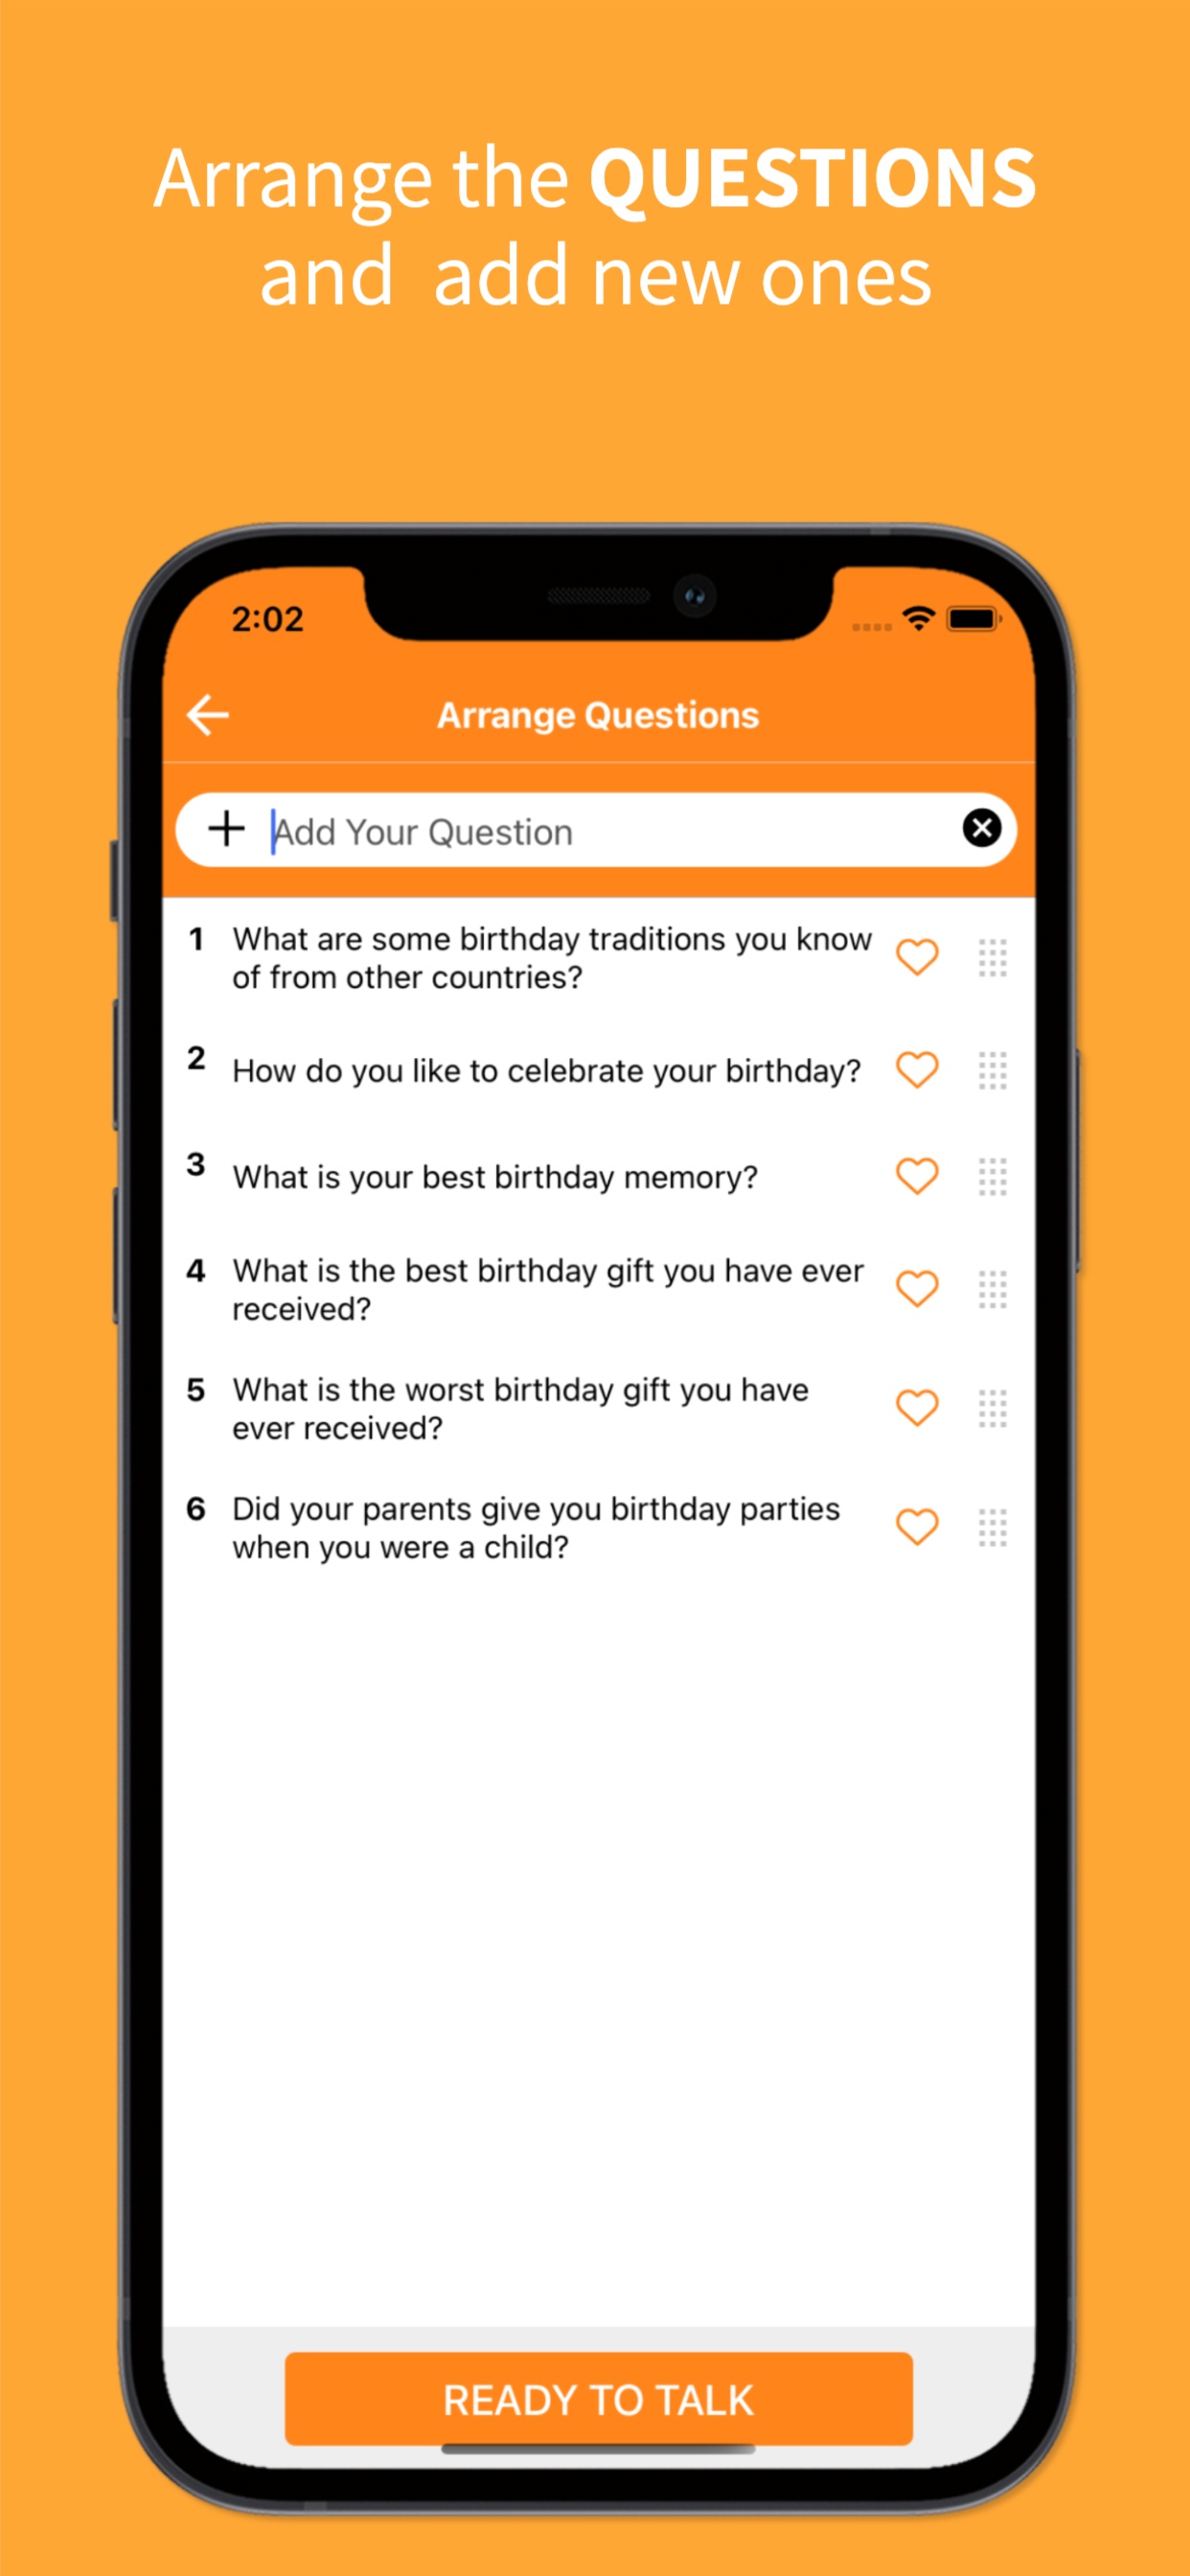 Arrange the QUESTIONS
and add new ones
2:02
Arrange Questions
Add Your Question
1 What are some birthday traditions you know
of from other countries?
2 How do you like to celebrate your birthday?
3 What is your best birthday memory?
4 What is the best birthday gift you have ever
received?
5 What is the worst birthday gift you have
ever received?
6 Did your parents give you birthday parties
when you were a child?
READY TO TALK